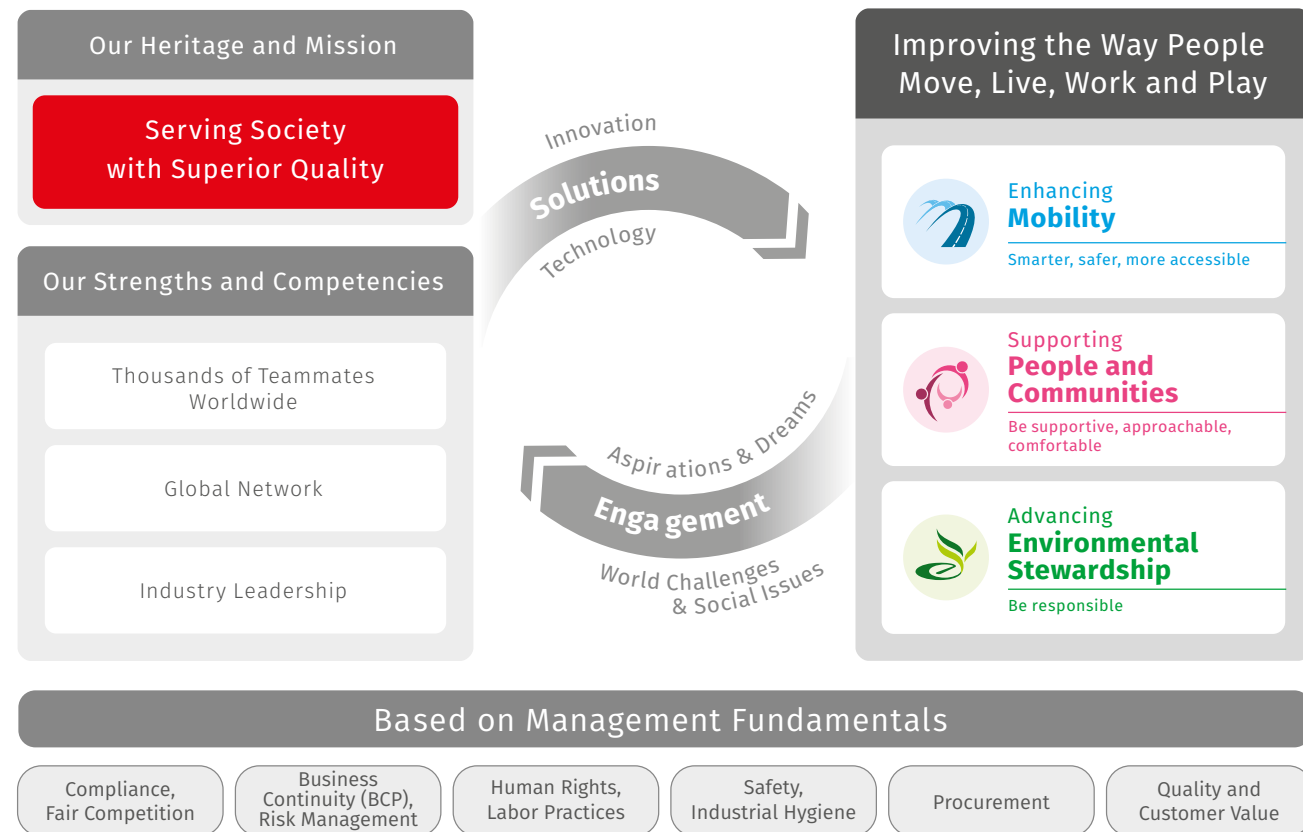 Our Heritage and Mission
Serving Society
with Superior Quality
Our Strengths and Competencies
Thousands of Teammates
Worldwide
Global Network
Industry Leadership
Innovation
Solutions
Technology
Aspirations & Dreams
Engagement
World Challenges
& Social Issues
Improving the Way People
Move, Live, Work and Play
Enhancing
Mobility
Smarter, safer, more accessible
Supporting
People and
Communities
Be supportive, approachable,
comfortable
Advancing
Environmental
Stewardship
Be responsible
Based on Management Fundamentals
Compliance,
Fair Competition
Business
Continuity (BCP),
Risk Management
Human Rights,
Labor Practices
Safety,
Industrial Hygiene
Procurement
Quality and
Customer Value